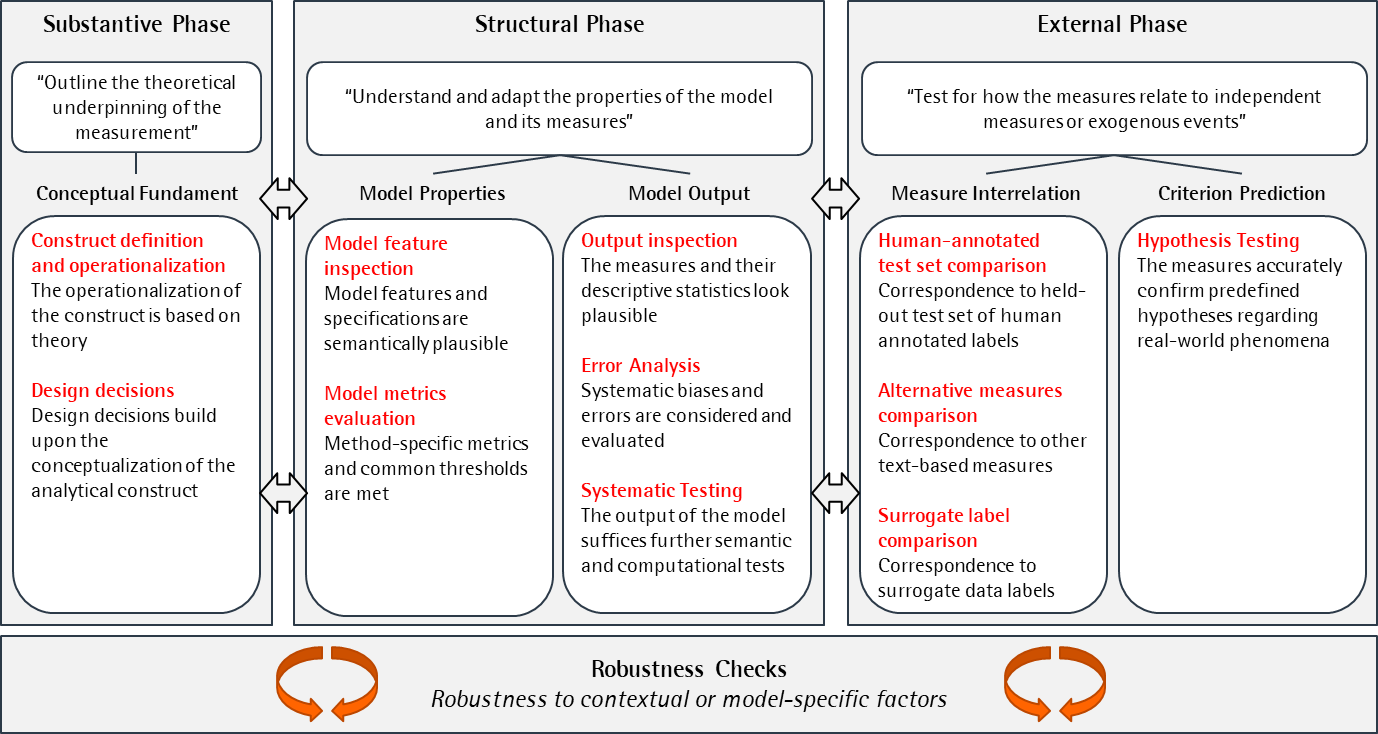 Substantive Phase
"Outline the theoretical
underpinning of the
measurement"
Conceptual Fundament
Construct definition
and operationalization
The operationalization of
the construct is based on
theory
Design decisions
Design decisions build
upon the
conceptualization of the
analytical construct
Structural Phase
"Understand and adapt the properties of the model
and its measures"
Model Properties
Model feature
inspection
Model features and
specifications are
semantically plausible
Model metrics
evaluation
Method-specific metrics
and common thresholds
are met
Model Output
Output inspection
The measures and their
descriptive statistics look
plausible
Error Analysis
Systematic biases and
errors are considered and
evaluated
Systematic Testing
The output of the model
suffices further semantic
and computational tests
External Phase
"Test for how the measures relate to independent
measures or exogenous events"
Measure Interrelation
Human-annotated
test set comparison
Correspondence to held-
out test set of human
annotated labels
Alternative measures
comparison
Correspondence to other
text-based measures
Surrogate label
comparison
Correspondence to
surrogate data labels
Criterion Prediction
Hypothesis Testing
The measures accurately
confirm predefined
hypotheses regarding
real-world phenomena
Robustness Checks
Robustness to contextual or model-specific factors